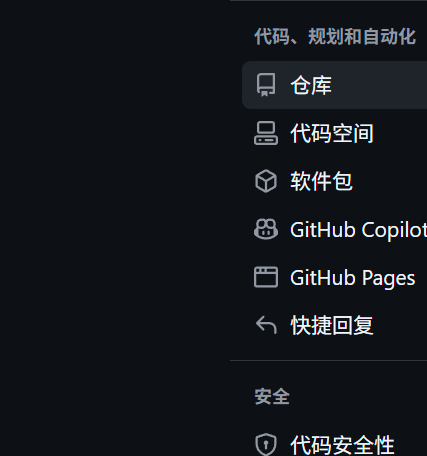 代码、规划和自动化
仓库
代码空间
软件包
GitHub Copilot
GitHub Pages
快捷回复
安全
代码安全性